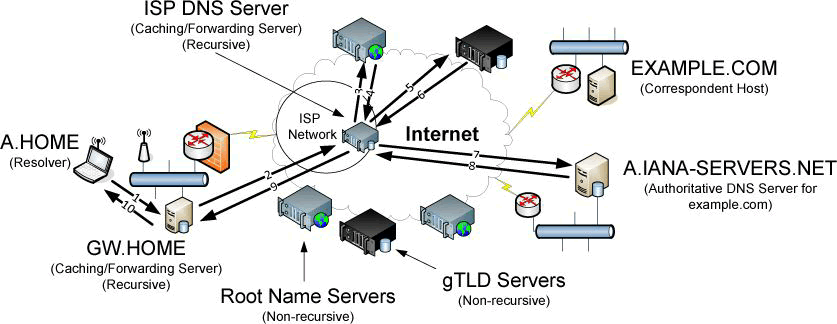 ISP DNS Server
(Caching/Forwarding Server)
(Recursive)
EXAMPLE.COM
(Correspondent Host)
ISP
Network
Internet
3
4
5
6
7
8
A.HOME
(Resolver)
A.IANA-SERVERS.NET
(Authoritative DNS Server for
example.com)
1
10
2
9
GW.HOME
(Caching/Forwarding Server)
(Recursive)
Root Name Servers
(Non-recursive)
gTLD Servers
(Non-recursive)